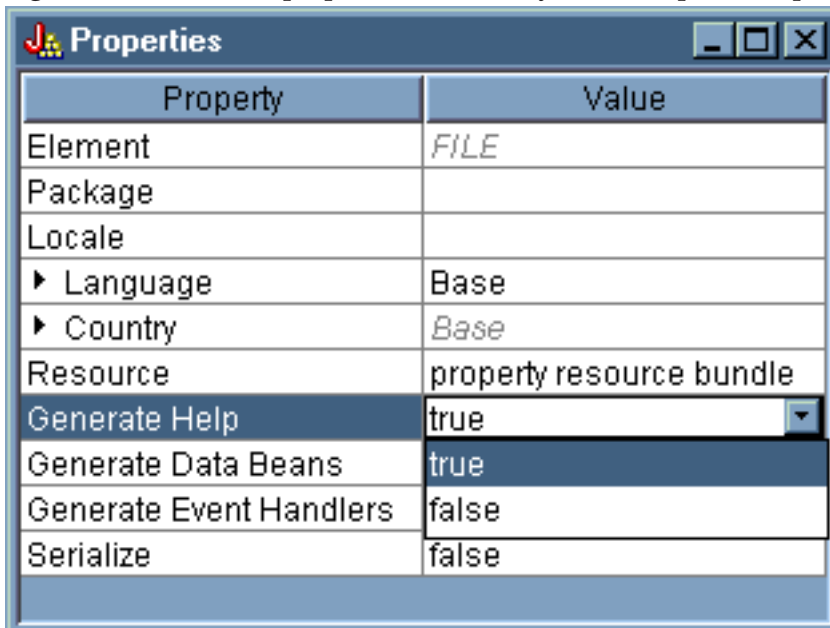 Properties
Property Value
Element FILE
Package
Locale
Language Base
Country Base
Resource property resource bundle
Generate Help true
Generate Data Beans true
Generate Event Handlers false
Serialize false